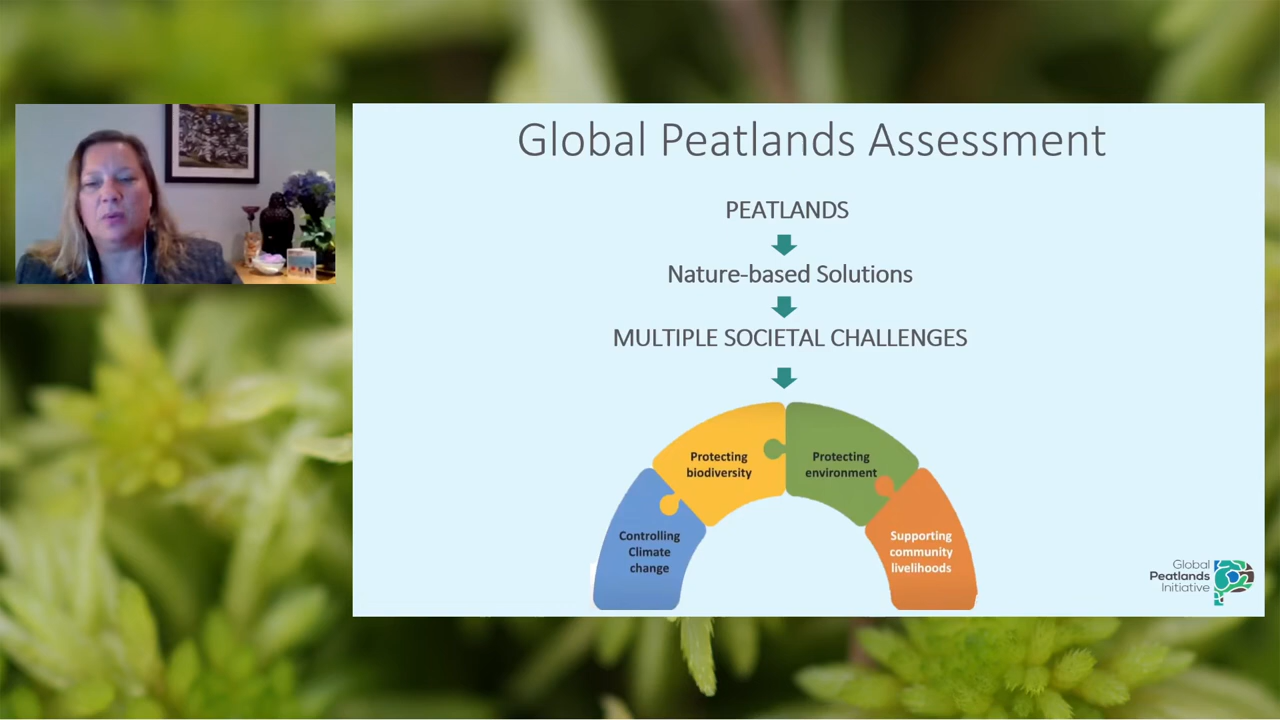 Global Peatlands Assessment
PEATLANDS
Nature-based Solutions
MULTIPLE SOCIETAL CHALLENGES
Controlling
Climate
change
Protecting
biodiversity
Protecting
environment
Supporting
community
livelihoods
Global
Peatlands
Initiative